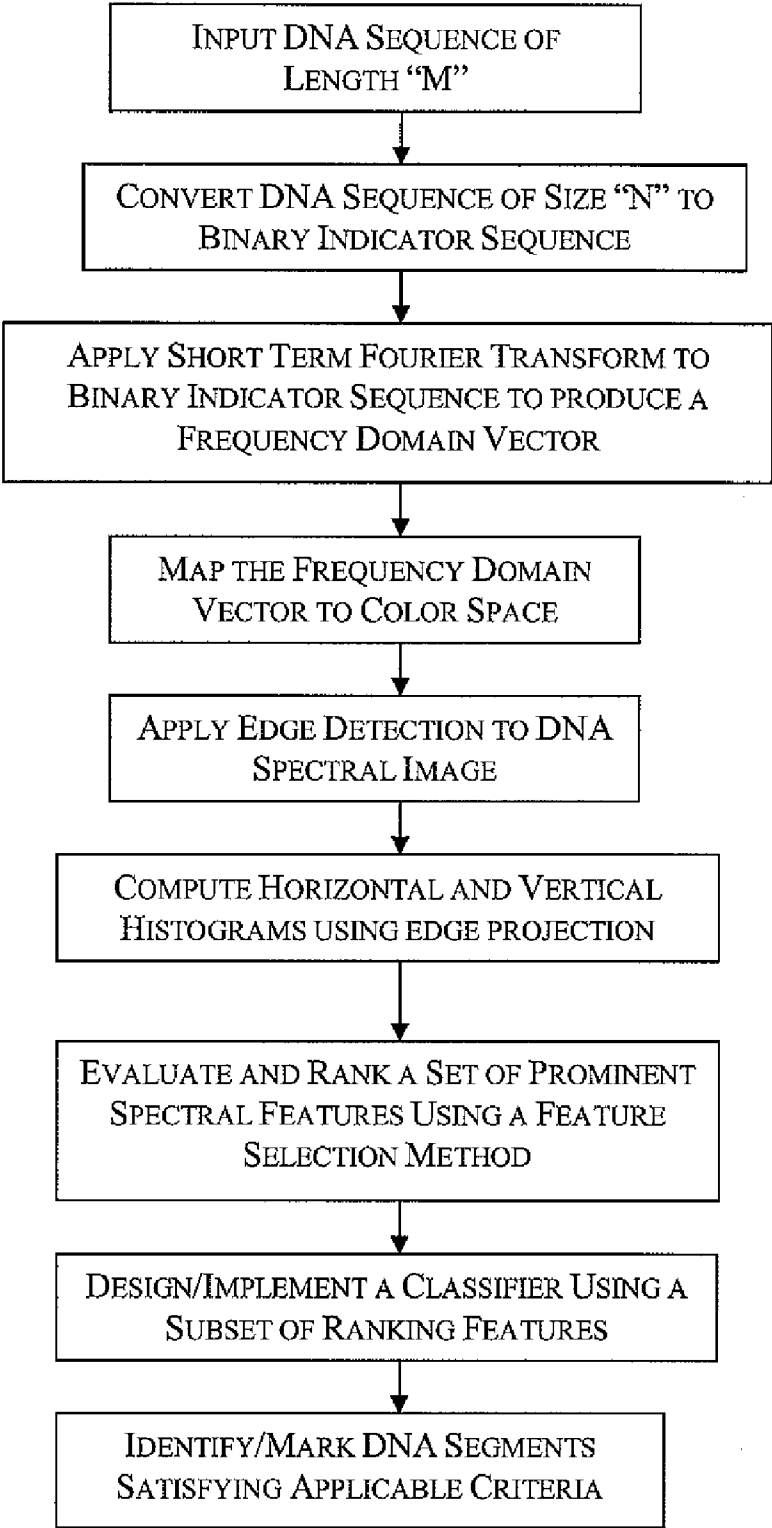 INPUT DNA SEQUENCE OF
LENGTH “M”
CONVERT DNA SEQUENCE OF SIZE “N” TO
BINARY INDICATOR SEQUENCE
APPLY SHORT TERM FOURIER TRANSFORM TO
BINARY INDICATOR SEQUENCE TO PRODUCE A
FREQUENCY DOMAIN VECTOR
MAP THE FREQUENCY DOMAIN
VECTOR TO COLOR SPACE
APPLY EDGE DETECTION TO DNA
SPECTRAL IMAGE
COMPUTE HORIZONTAL AND VERTICAL
HISTOGRAMS USING EDGE PROJECTION
EVALUATE AND RANK A SET OF PROMINENT
SPECTRAL FEATURES USING A FEATURE
SELECTION METHOD
DESIGN/IMPLEMENT A CLASSIFIER USING A
SUBSET OF RANKING FEATURES
IDENTIFY/MARK DNA SEGMENTS
SATISFYING APPLICABLE CRITERIA